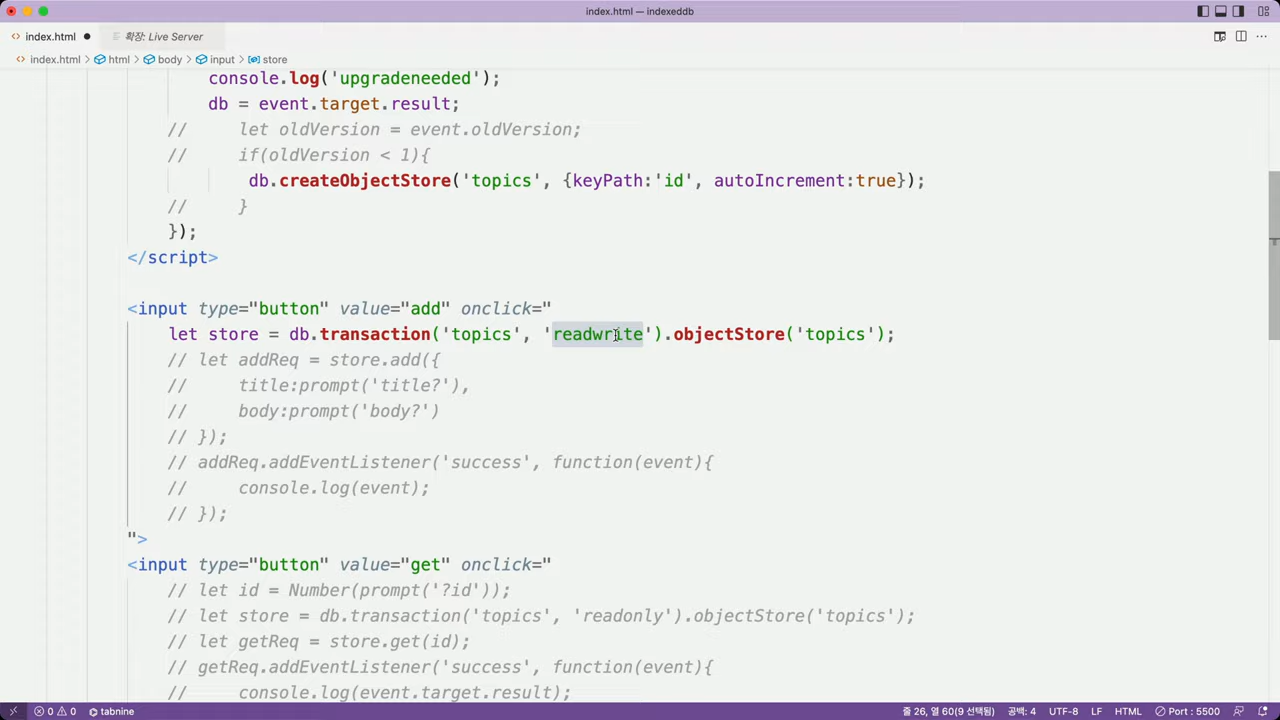 index.html — indexeddb
index.html
확장: Live Server
index.html > html > body > input > store
console.log('upgradeneeded');
db = event.target.result;
// let oldVersion = event.oldVersion;
// if(oldVersion < 1){
db.createObjectStore('topics', {keyPath:'id', autoIncrement:true});
// }
});
</script>
<input type="button" value="add" onclick="
let store = db.transaction('topics', 'readwrite').objectStore('topics');
// let addReq = store.add({
// title:prompt('title?'),
// body:prompt('body?')
// });
// addReq.addEventListener('success', function(event){
// console.log(event);
// });
">
<input type="button" value="get" onclick="
// let id = Number(prompt('?id'));
// let store = db.transaction('topics', 'readonly').objectStore('topics');
// let getReq = store.get(id);
// getReq.addEventListener('success', function(event){
// console.log(event.target.result);
0 0 tabnine 줄 26, 열 60(9 선택됨) 공백: 4 UTF-8 LF HTML Port : 5500